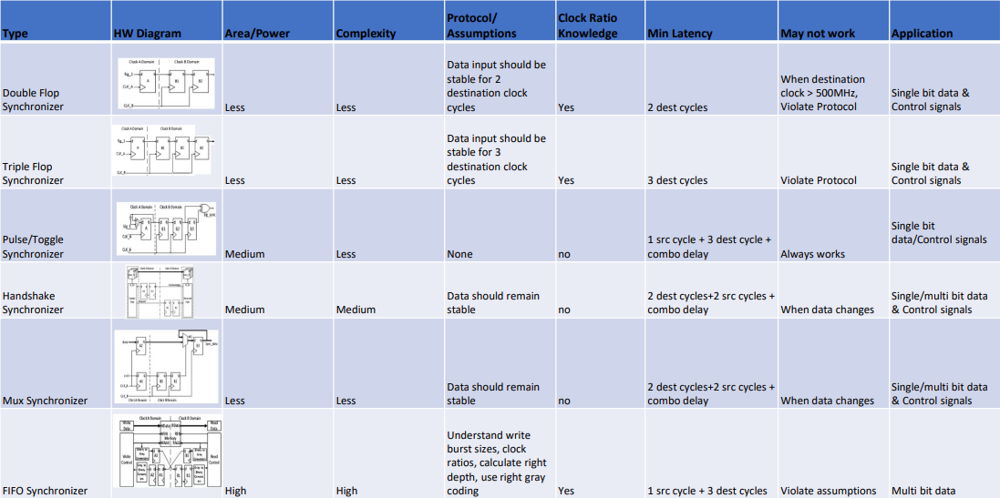 Type
HW Diagram
Area/Power
Complexity
Protocol/
Assumptions
Clock Ratio
Knowledge
Min Latency
May not work
Application
Double Flop
Synchronizer
Clock A Domain
Clock B Domain
Sig_1
CLK_A
A
B1
B2
CLK_B
Less
Less
Data input should be
stable for 2
destination clock
cycles
Yes
2 dest cycles
When destination
clock > 500MHz,
Violate Protocol
Single bit data &
Control signals
Triple Flop
Synchronizer
Clock A Domain
Clock B Domain
Sig_1
CLK_A
A
B1
B2
B2
CLK_B
Less
Less
Data input should be
stable for 3
destination clock
cycles
Yes
3 dest cycles
Violate Protocol
Single bit data &
Control signals
Pulse/Toggle
Synchronizer
Clock A Domain
Clock B Domain
CLK_A
A
B1
B2
B3
CLK_B
Medium
Less
None
no
1 src cycle + 3 dest cycle +
combo delay
Always works
Single bit
data/Control signals
Handshake
Synchronizer
Medium
Medium
Data should remain
stable
no
2 dest cycles+2 src cycles +
combo delay
When data changes
Single/multi bit data
& Control signals
Mux Synchronizer
A2
B3
B1
B2
Clock A Domain
Clock B Domain
Less
Less
Data should remain
stable
no
2 dest cycles+2 src cycles +
combo delay
When data changes
Single/multi bit data
& Control signals
FIFO Synchronizer
Clock A Domain
Clock B Domain
Write
Data
Read
Data
Memory
Write
Control
Read
Control
A2
A1
B1
B2
High
High
Understand write
burst sizes, clock
ratios, calculate right
depth, use right gray
coding
Yes
1 src cycle + 3 dest cycles
Violate assumptions
Multi bit data